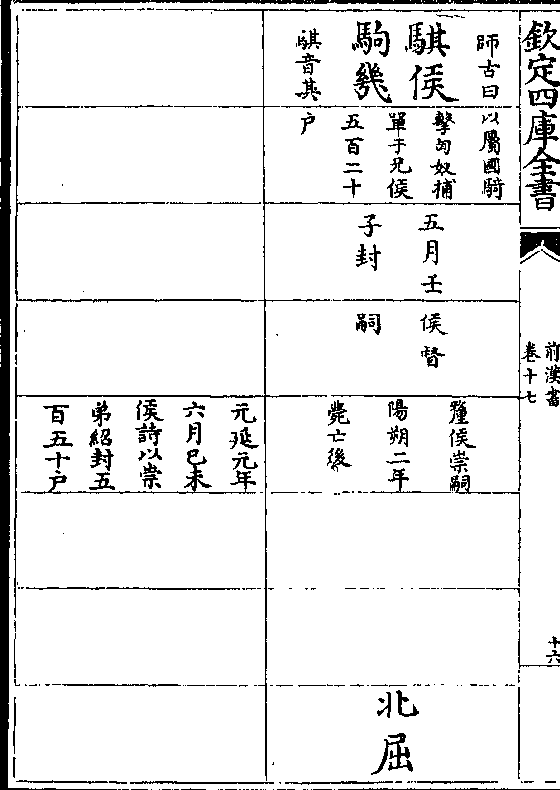 欽定四庫全書
前漢書
卷十七
十六
師古曰
騏侯
駒幾
騏音其
以屬國騎
擊匈奴捕
單于兄侯
五百二十
戶
五月壬
子封
侯督
嗣
釐侯崇嗣
陽朔二年
薨亡後
北屈
元延元年
六月己未
侯詩以崇
弟紹封五
百五十戶